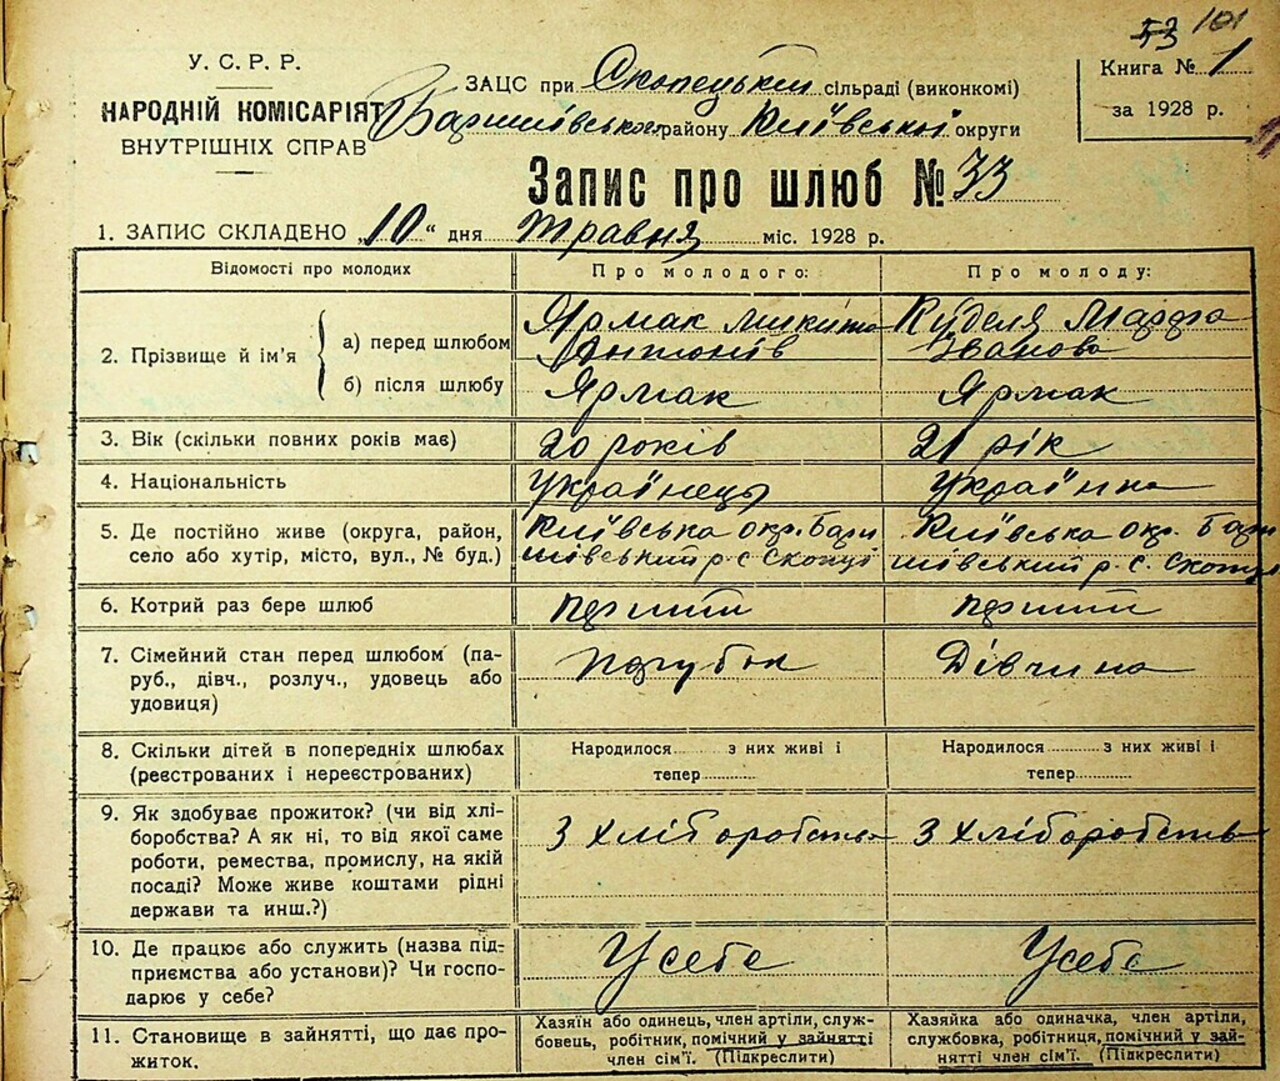 53 101
У. С. Р. Р.
НАРОДНІЙ КОМІСАРІЯТ
ВНУТРІШНІХ СПРАВ
ЗАЦС при Скопецькій сільраді (виконкомі)
Баришівського району Київської округи
Книга № 1
за 1928 р.
Запис про шлюб № 33
1. ЗАПИС СКЛАДЕНО „10“ дня травня міс. 1928 р.
Відомості про молодих
Про молодого:
Про молоду:
2. Прізвище й ім'я
а) перед шлюбом
Ярмак Микита
Антонів
Куделя Марфа
Іванова
б) після шлюбу
Ярмак
Ярмак
3. Вік (скільки повних років має)
20 років
21 рік
4. Національність
Українець
Українка
5. Де постійно живе (округа, район,
село або хутір, місто, вул., № буд.)
Київська окр. Бари
шівський р. с Скопці
Київська окр. Бари
шівський р. с. Скопці
6. Котрий раз бере шлюб
перший
перший
7. Сімейний стан перед шлюбом (па-
руб., дівч., розлуч., удовець або
удовиця)
Парубок
Дівчина
8. Скільки дітей в попередніх шлюбах
(реєстрованих і нереєстрованих)
Народилося з них живі і
тепер
Народилося з них живі і
тепер
9. Як здобуває прожиток? (чи від хлі-
боробства? А як ні, то від якої саме
роботи, ремества, промислу, на якій
посаді? Може живе коштами рідні
держави та инш.?)
З хліборобства
З хліборобств
10. Де працює або служить (назва під-
приємства або установи)? Чи госпо-
дарює у себе?
Усебе
Усебе
11. Становище в зайнятті, що дає про-
житок.
Хазяїн або одинець, член артіли, служ-
бовець, робітник, помічний у зайнятті
член сім'ї. (Підкреслити)
Хазяйка або одиначка, член артіли,
службовка, робітниця, помічний у зай-
нятті член сім'ї. (Підкреслити)